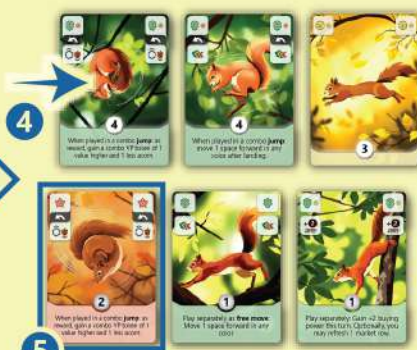 4
4
When played in a combo jump: as
reward, gain a combo VP token of 1
value higher and 1 less acorn.
4
When played in a combo jump:
move 1 space forward in any
color after landing.
3
2
When played in a combo jump: as
reward, gain a combo VP token of 1
value higher and 1 less acorn.
1
Play separately as free move:
Move 1 space forward in any
color.
+2
1
Play separately: Gain +2 buying
power this turn. Optionally, you
may refresh 1 market row.
5